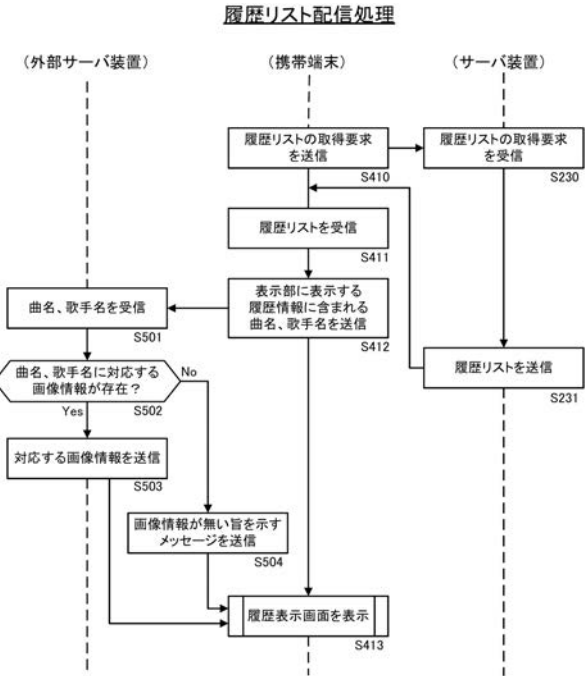 履歴リスト配信処理
（外部サーバ装置）
（携帯端末）
（サーバ装置）
履歴リストの取得要求
を送信
S410
履歴リストの取得要求
を受信
S230
履歴リストを受信
S411
表示部に表示する
履歴情報に含まれる
曲名、歌手名を送信
S412
曲名、歌手名を受信
S501
履歴リストを送信
S231
曲名、歌手名に対応する
画像情報が存在？
No
Yes
S502
対応する画像情報を送信
S503
画像情報が無い旨を示す
メッセージを送信
S504
履歴表示画面を表示
S413